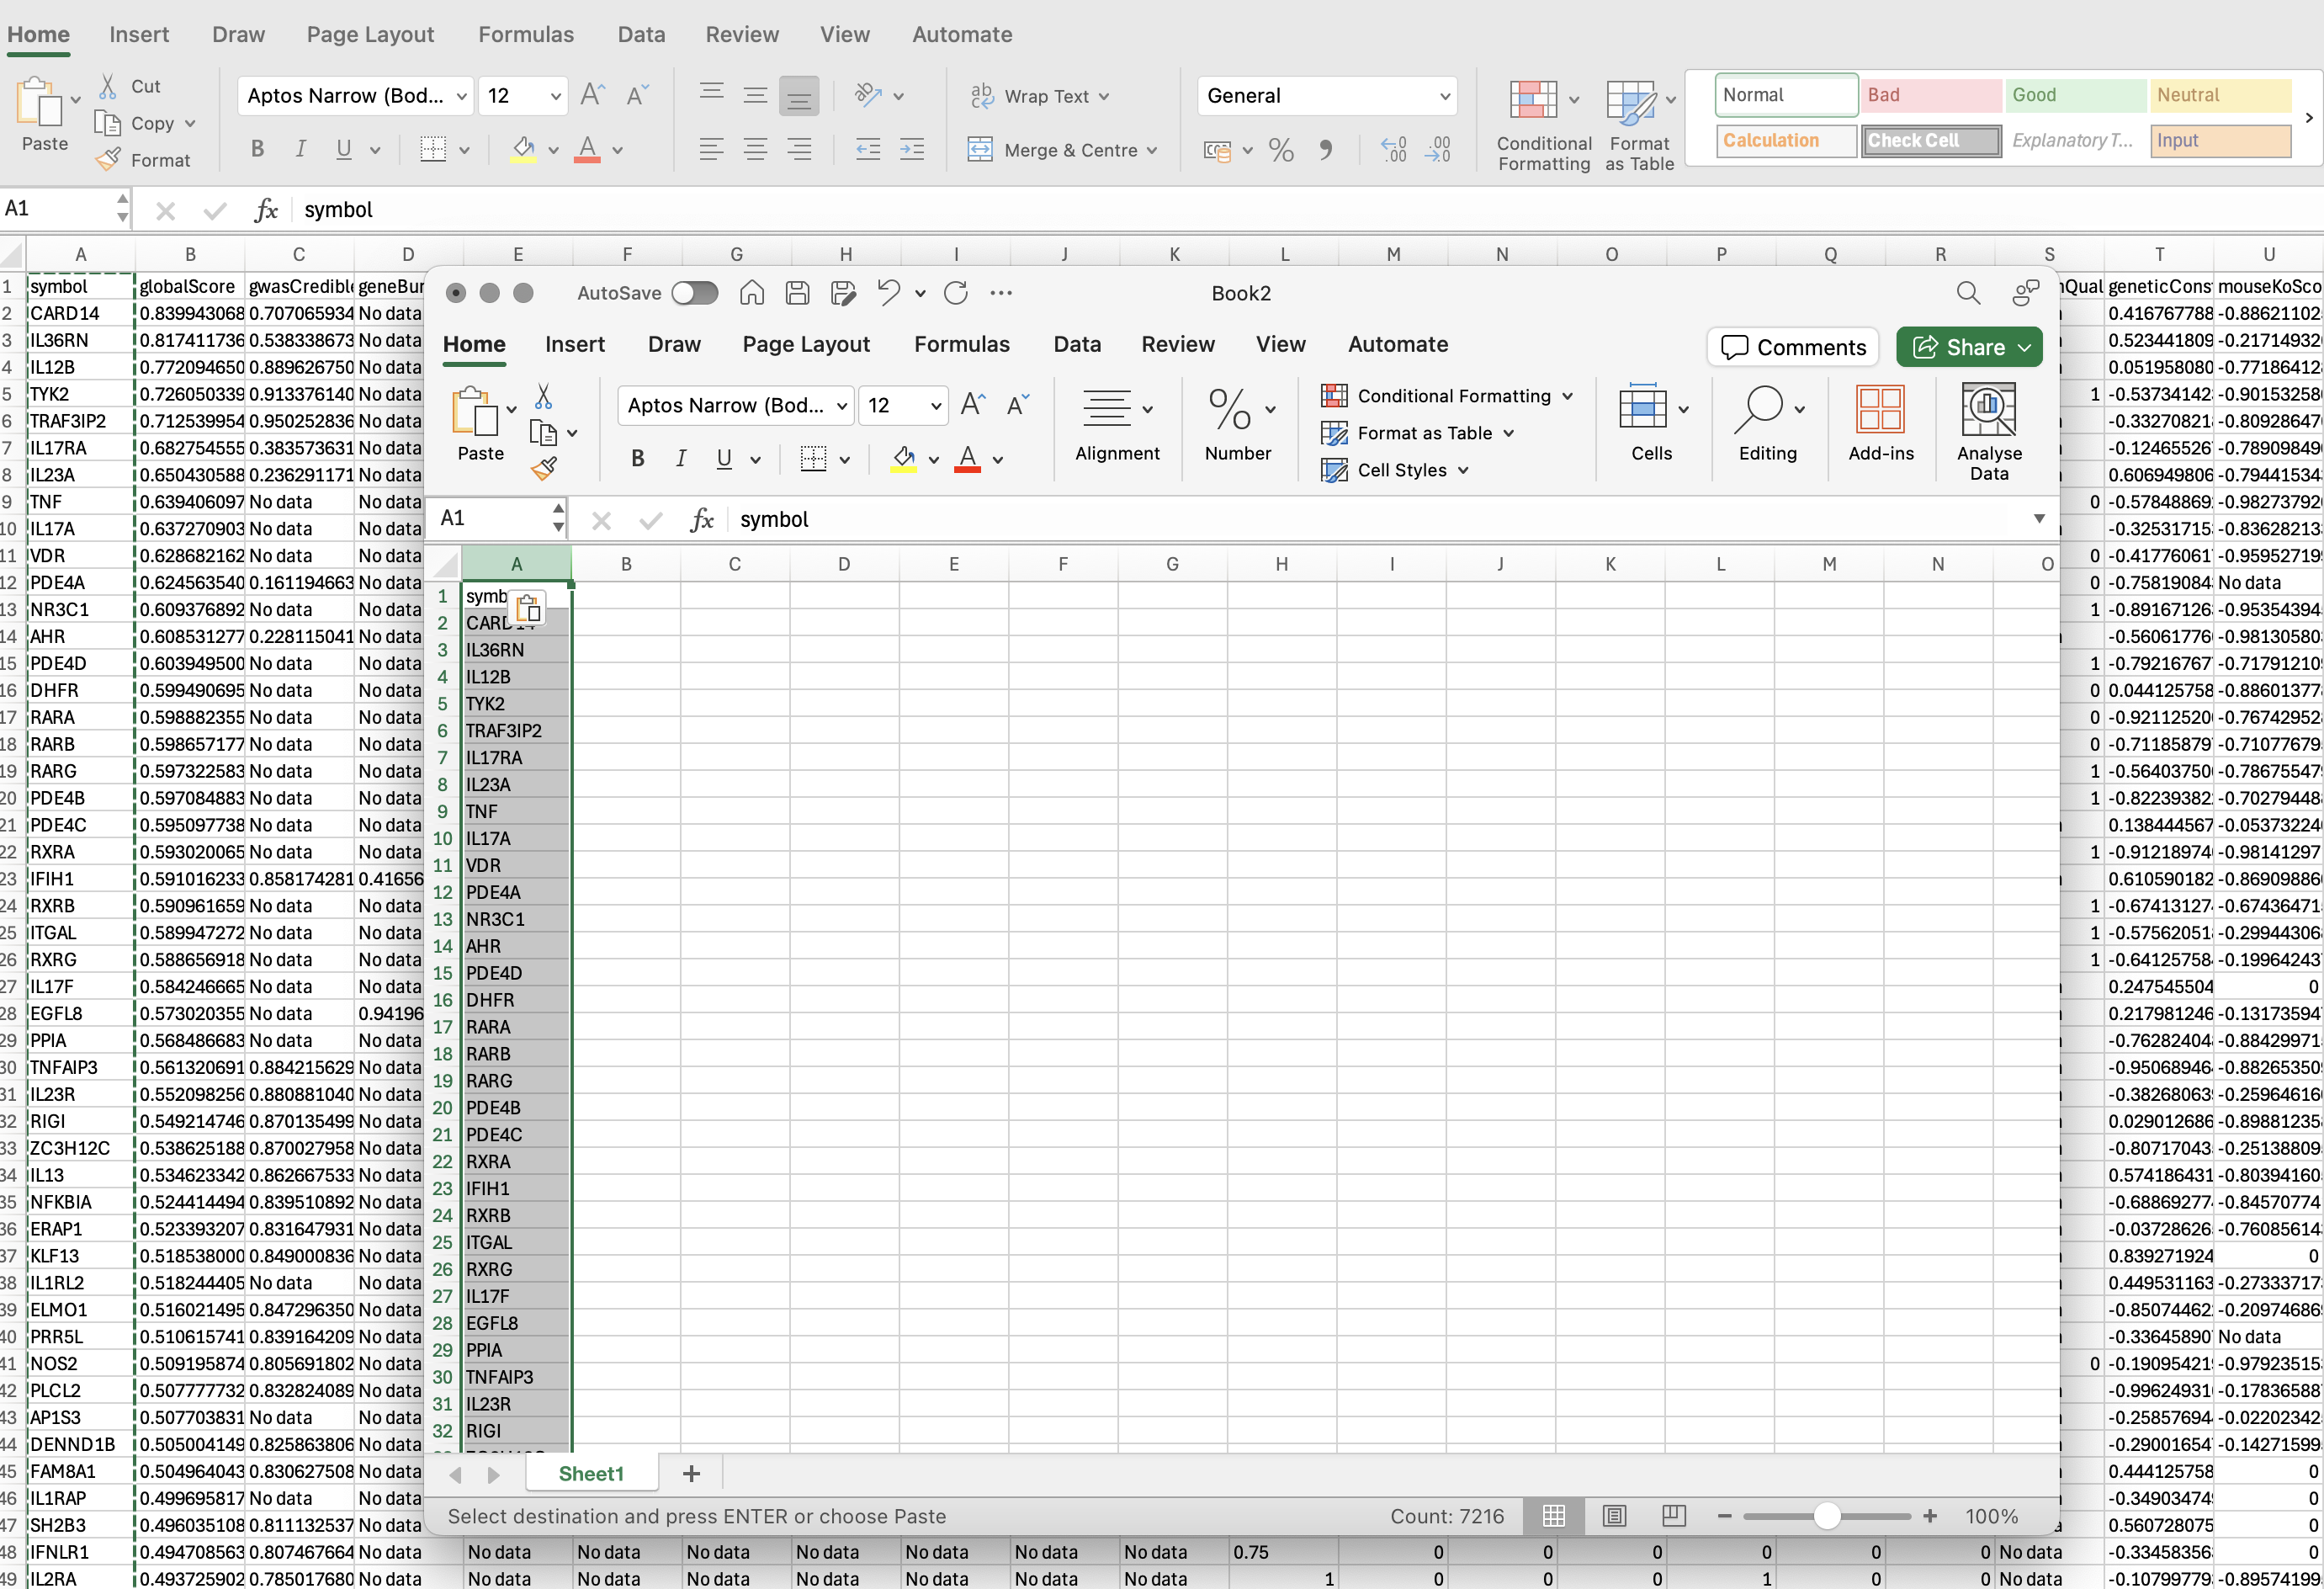 Home Insert Draw Page Layout Formulas Data Review View Automate
Paste
Cut
Copy
Format
Aptos Narrow (Bod... 12
B I U
Wrap Text
Merge & Centre
General
Conditional Formatting
Format as Table
Normal Bad Good Neutral
Calculation Check Cell Explanatory T... Input
A1 fx symbol
A B C D E F G H I J K L M N O P Q R S T U
1 symbol globalScore gwasCredible geneBur
2 CARD14 0.839943068 0.707065934 No data
3 IL36RN 0.817411736 0.538338673 No data
4 IL12B 0.772094650 0.889626750 No data
5 TYK2 0.726050339 0.913376140 No data
6 TRAF3IP2 0.712539954 0.950252836 No data
7 IL17RA 0.682754555 0.383573631 No data
8 IL23A 0.650430588 0.236291171 No data
9 TNF 0.639406097 No data No data
10 IL17A 0.637270903 No data No data
11 VDR 0.628682162 No data No data
12 PDE4A 0.624563540 0.161194663 No data
13 NR3C1 0.609376892 No data No data
14 AHR 0.608531277 0.228115041 No data
15 PDE4D 0.603949500 No data No data
16 DHFR 0.599490695 No data No data
17 RARA 0.598882355 No data No data
18 RARB 0.598657177 No data No data
19 RARG 0.597322583 No data No data
20 PDE4B 0.597084883 No data No data
21 PDE4C 0.595097738 No data No data
22 RXRA 0.593020065 No data No data
23 IFIH1 0.591016233 0.858174281 0.41656
24 RXRB 0.590961659 No data No data
25 ITGAL 0.589947272 No data No data
26 RXRG 0.588656918 No data No data
27 IL17F 0.584246665 No data No data
28 EGFL8 0.573020355 No data 0.94196
29 PPIA 0.568486683 No data No data
30 TNFAIP3 0.561320691 0.884215629 No data
31 IL23R 0.552098256 0.880881040 No data
32 RIGI 0.549214746 0.870135499 No data
33 ZC3H12C 0.538625188 0.870027958 No data
34 IL13 0.534623342 0.862667533 No data
35 NFKBIA 0.524414494 0.839510892 No data
36 ERAP1 0.523393207 0.831647931 No data
37 KLF13 0.518538000 0.849000836 No data
38 IL1RL2 0.518244405 No data No data
39 ELMO1 0.516021495 0.847296350 No data
40 PRR5L 0.510615741 0.839164209 No data
41 NOS2 0.509195874 0.805691802 No data
42 PLCL2 0.507777732 0.832824089 No data
43 AP1S3 0.507703831 No data No data
44 DENND1B 0.505004149 0.825863806 No data
45 FAM8A1 0.504964043 0.830627508 No data
46 IL1RAP 0.499695817 No data No data
47 SH2B3 0.496035108 0.811132537 No data
48 IFNLR1 0.494708563 0.807467664 No data No data No data No data No data No data No data No data 0.75 0 0 0 0 0 0 No data -0.334583563
49 IL2RA 0.493725902 0.785017680 No data No data No data No data No data No data No data No data 1 0 0 0 1 0 0 No data -0.107997793 -0.89574199
AutoSave Book2
Home Insert Draw Page Layout Formulas Data Review View Automate Comments Share
Paste
Aptos Narrow (Bod... 12
B I U
Alignment
Number
Conditional Formatting
Format as Table
Cell Styles
Cells
Editing
Add-ins
Analyse Data
A1 fx symbol
A B C D E F G H I J K L M N O
1 symb
2 CARD14
3 IL36RN
4 IL12B
5 TYK2
6 TRAF3IP2
7 IL17RA
8 IL23A
9 TNF
10 IL17A
11 VDR
12 PDE4A
13 NR3C1
14 AHR
15 PDE4D
16 DHFR
17 RARA
18 RARB
19 RARG
20 PDE4B
21 PDE4C
22 RXRA
23 IFIH1
24 RXRB
25 ITGAL
26 RXRG
27 IL17F
28 EGFL8
29 PPIA
30 TNFAIP3
31 IL23R
32 RIGI
Sheet1 +
Select destination and press ENTER or choose Paste Count: 7216 100%
nQual geneticConst mouseKoSco
0.416767788 -0.88621102
0.523441809 -0.21714932
0.051958080 -0.77186412
1 -0.53734142 -0.90153258
-0.33270821 -0.80928647
-0.12465526 -0.78909849
0.606949806 -0.79441534
0 -0.57848869 -0.98273792
-0.32531715 -0.83628213
0 -0.41776061 -0.95952719
0 -0.75819084 No data
1 -0.89167126 -0.95354394
-0.56061776 -0.98130580
1 -0.79216767 -0.71791210
0 0.044125758 -0.88601377
0 -0.92112520 -0.76742952
0 -0.71185879 -0.71077679
1 -0.56403750 -0.78675547
1 -0.82239382 -0.70279448
0.138444567 -0.05373224
1 -0.91218974 -0.98141297
0.610590182 -0.86909886
1 -0.67413127 -0.67436471
1 -0.57562051 -0.29944306
1 -0.64125758 -0.19964243
0.247545504 0
0.217981246 -0.13173594
-0.76282404 -0.88429971
-0.95068946 -0.88265350
-0.38268063 -0.25964616
0.029012686 -0.89881235
-0.80717043 -0.25138809
0.574186431 -0.80394160
-0.68869277 -0.84570774
-0.03728626 -0.76085614
0.839271924 0
0.449531163 -0.27333717
-0.85074462 -0.20974686
-0.33645890 No data
0 -0.19095421 -0.97923515
-0.99624931 -0.17836588
-0.25857694 -0.02202342
-0.29001654 -0.14271599
0.444125758 0
-0.34903474 0
0.560728075 0
0